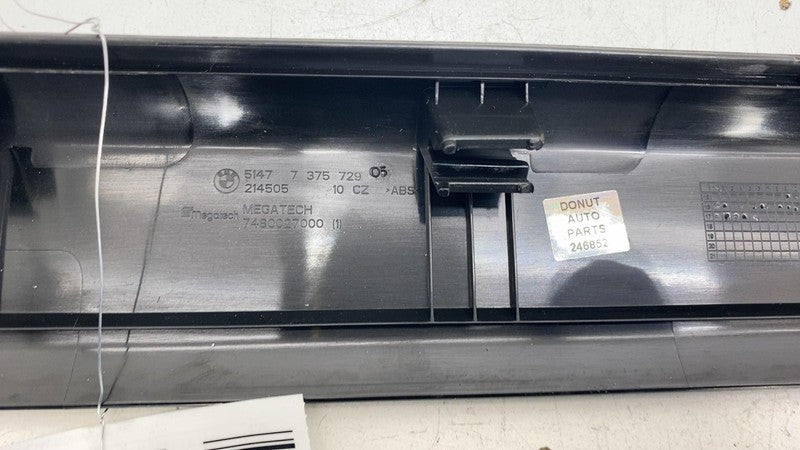 5147 7 375 729 05
214505 10 CZ >ABS<
Megatech MEGATECH
7480027000 (1)
DONUT
AUTO
PARTS
246852